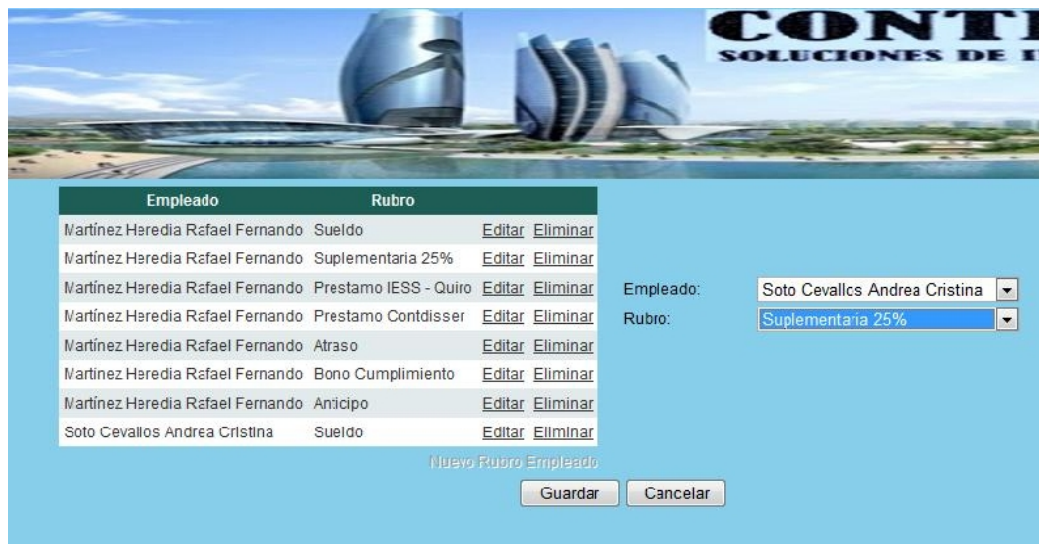 CONT
SOLUCIONES DE
Empleado Rubro
Martínez Heredia Rafael Fernando Sueldo Editar Eliminar
Martínez Heredia Rafael Fernando Suplementaria 25% Editar Eliminar
Martínez Heredia Rafael Fernando Prestamo IESS - Quiro Editar Eliminar
Martínez Heredia Rafael Fernando Prestamo Contdisser Editar Eliminar
Martínez Heredia Rafael Fernando Atraso Editar Eliminar
Martínez Heredia Rafael Fernando Bono Cumplimiento Editar Eliminar
Martínez Heredia Rafael Fernando Anticipo Editar Eliminar
Soto Cevallos Andrea Cristina Sueldo Editar Eliminar
Empleado: Soto Cevallos Andrea Cristina
Rubro: Suplementaria 25%
Nuevo Rubro Empleado
Guardar Cancelar